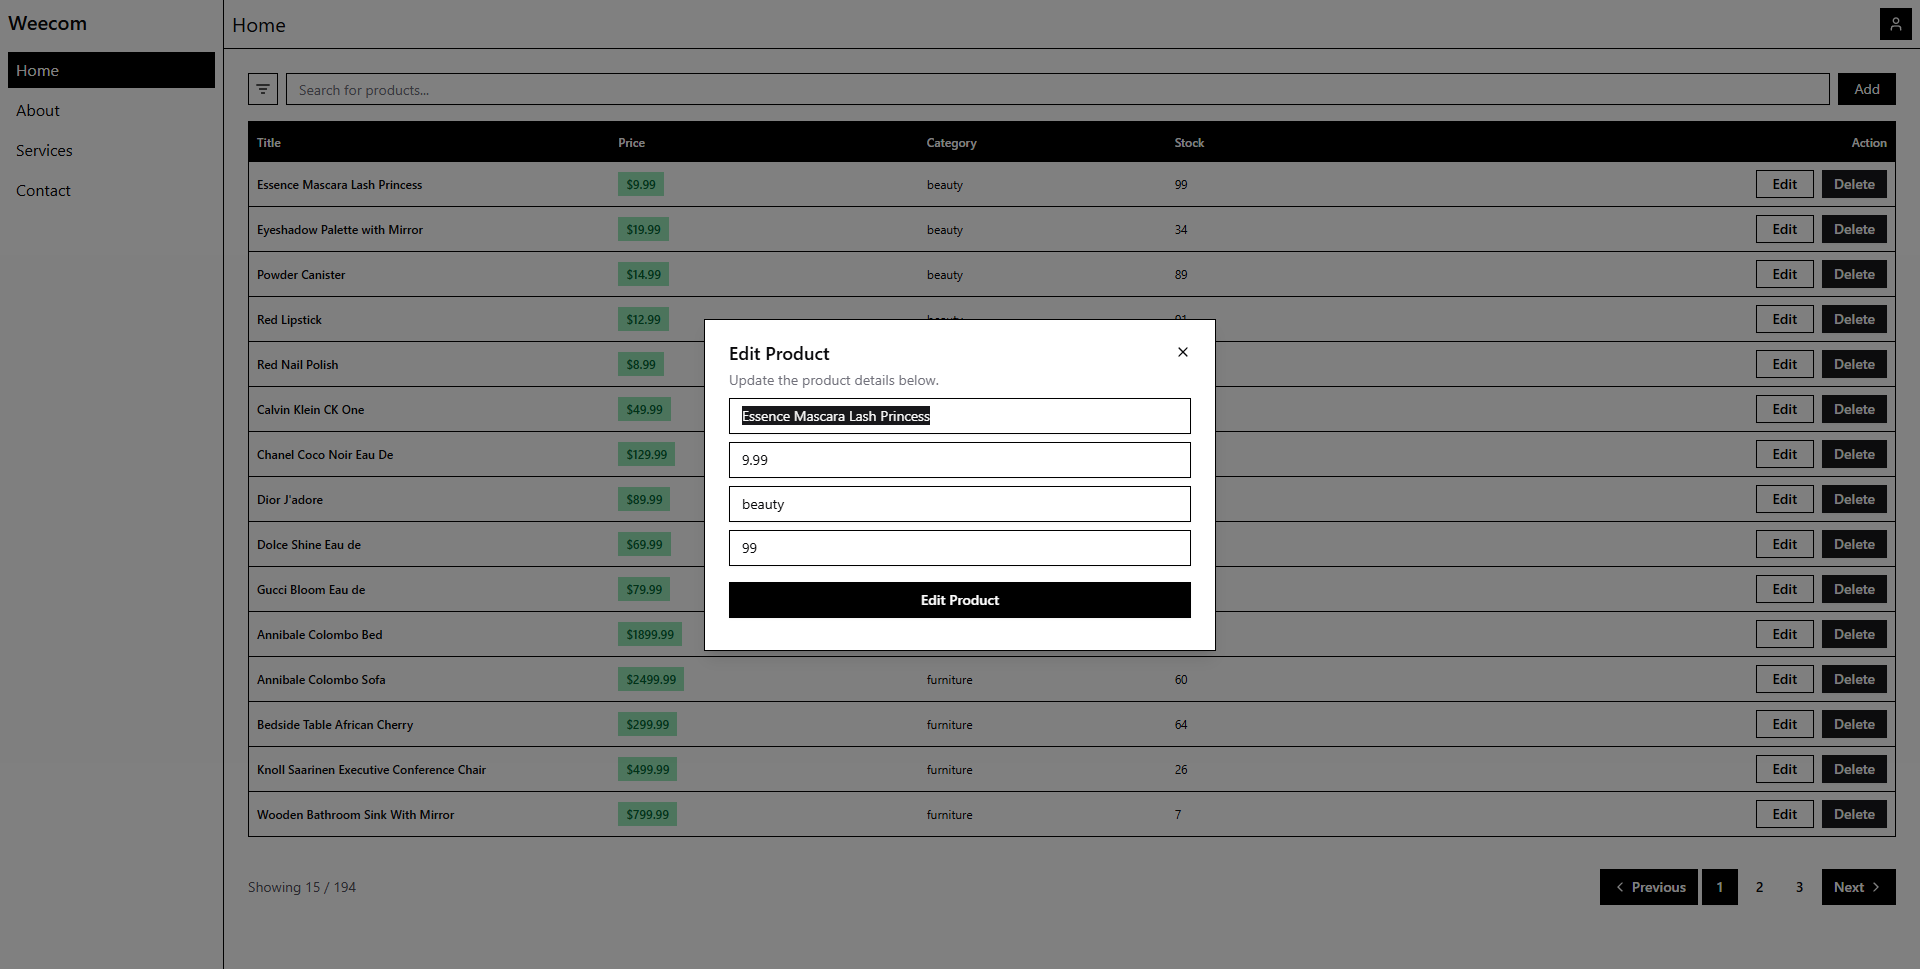 Weecom
Home
About
Services
Contact
Home
Search for products...
Add
Title Price Category Stock Action
Essence Mascara Lash Princess $9.99 beauty 99 Edit Delete
Eyeshadow Palette with Mirror $19.99 beauty 34 Edit Delete
Powder Canister $14.99 beauty 89 Edit Delete
Red Lipstick $12.99 Edit Delete
Red Nail Polish $8.99 Edit Delete
Calvin Klein CK One $49.99 Edit Delete
Chanel Coco Noir Eau De $129.99 Edit Delete
Dior J'adore $89.99 Edit Delete
Dolce Shine Eau de $69.99 Edit Delete
Gucci Bloom Eau de $79.99 Edit Delete
Annibale Colombo Bed $1899.99 Edit Delete
Annibale Colombo Sofa $2499.99 furniture 60 Edit Delete
Bedside Table African Cherry $299.99 furniture 64 Edit Delete
Knoll Saarinen Executive Conference Chair $499.99 furniture 26 Edit Delete
Wooden Bathroom Sink With Mirror $799.99 furniture 7 Edit Delete
Edit Product
Update the product details below.
Essence Mascara Lash Princess
9.99
beauty
99
Edit Product
Showing 15 / 194
Previous 1 2 3 Next